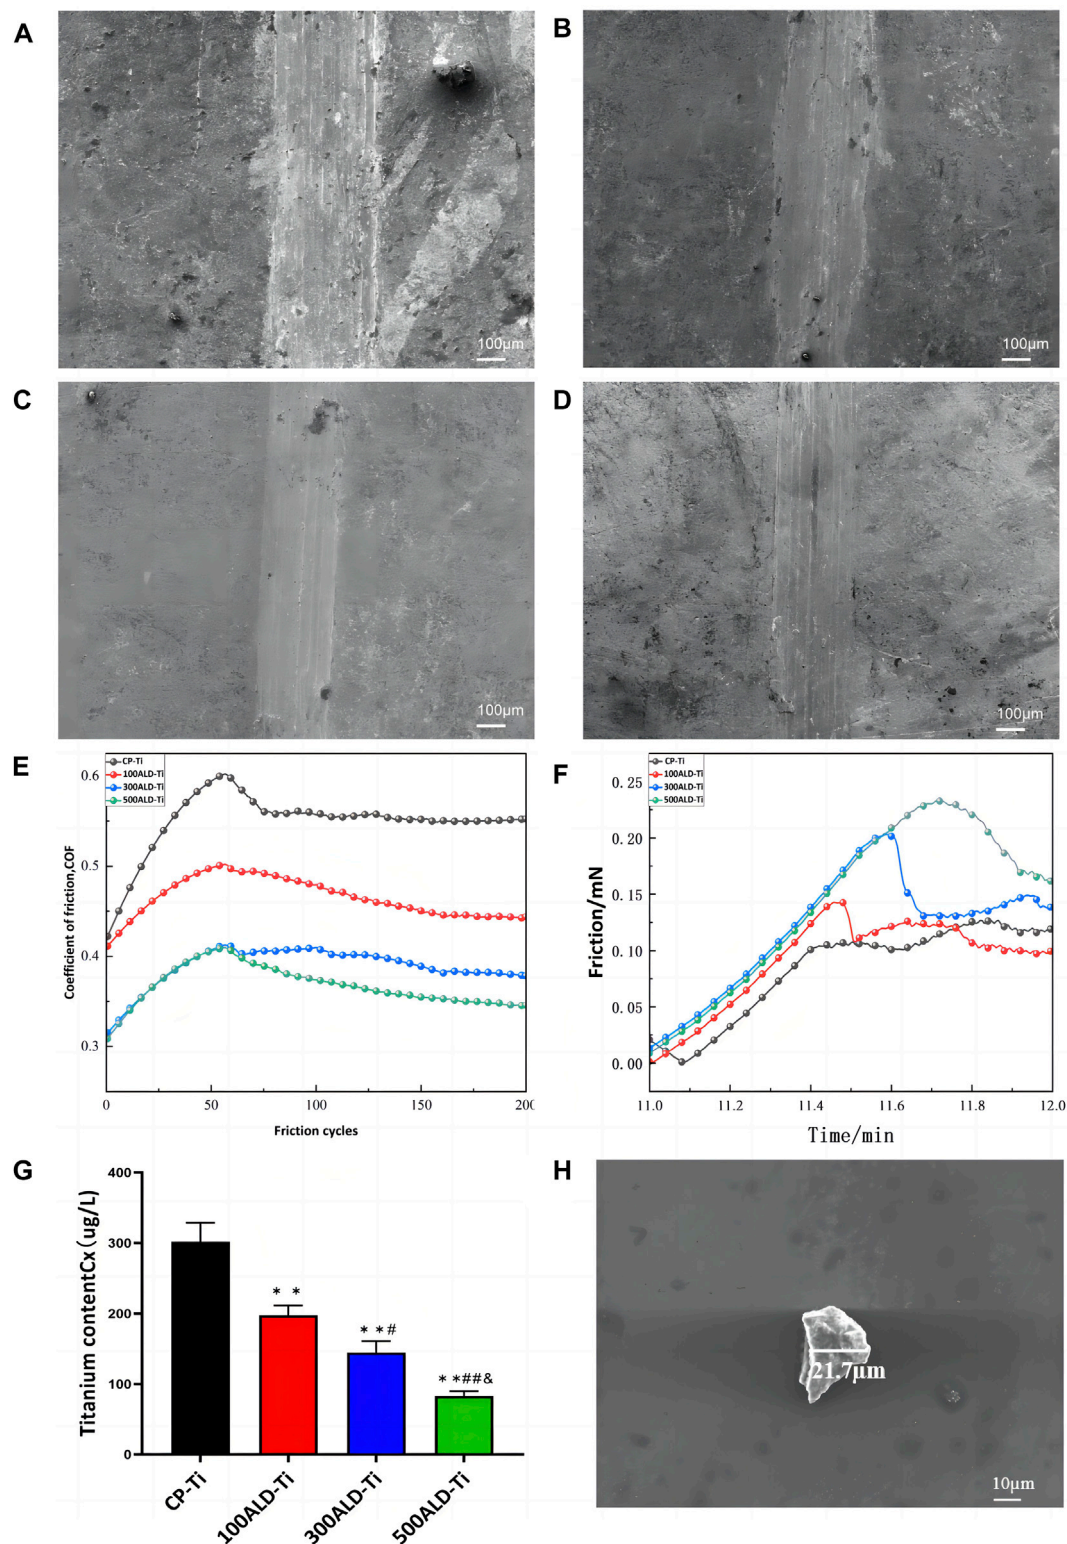 A
100μm
B
100μm
C
100μm
D
100μm
E
CP-Ti
100ALD-Ti
300ALD-Ti
500ALD-Ti
0.6
0.5
0.4
0.3
Coefficient of friction,COF
0
50
100
150
200
Friction cycles
F
CP-Ti
100ALD-Ti
300ALD-Ti
500ALD-Ti
0.25
0.20
0.15
0.10
0.05
0.00
Friction/mN
11.0
11.2
11.4
11.6
11.8
12.0
Time/min
G
400
300
200
100
0
Titanium contentCx(ug/L)
* *
* *#
* *##&
CP-Ti
100ALD-Ti
300ALD-Ti
500ALD-Ti
H
21.7μm
10μm